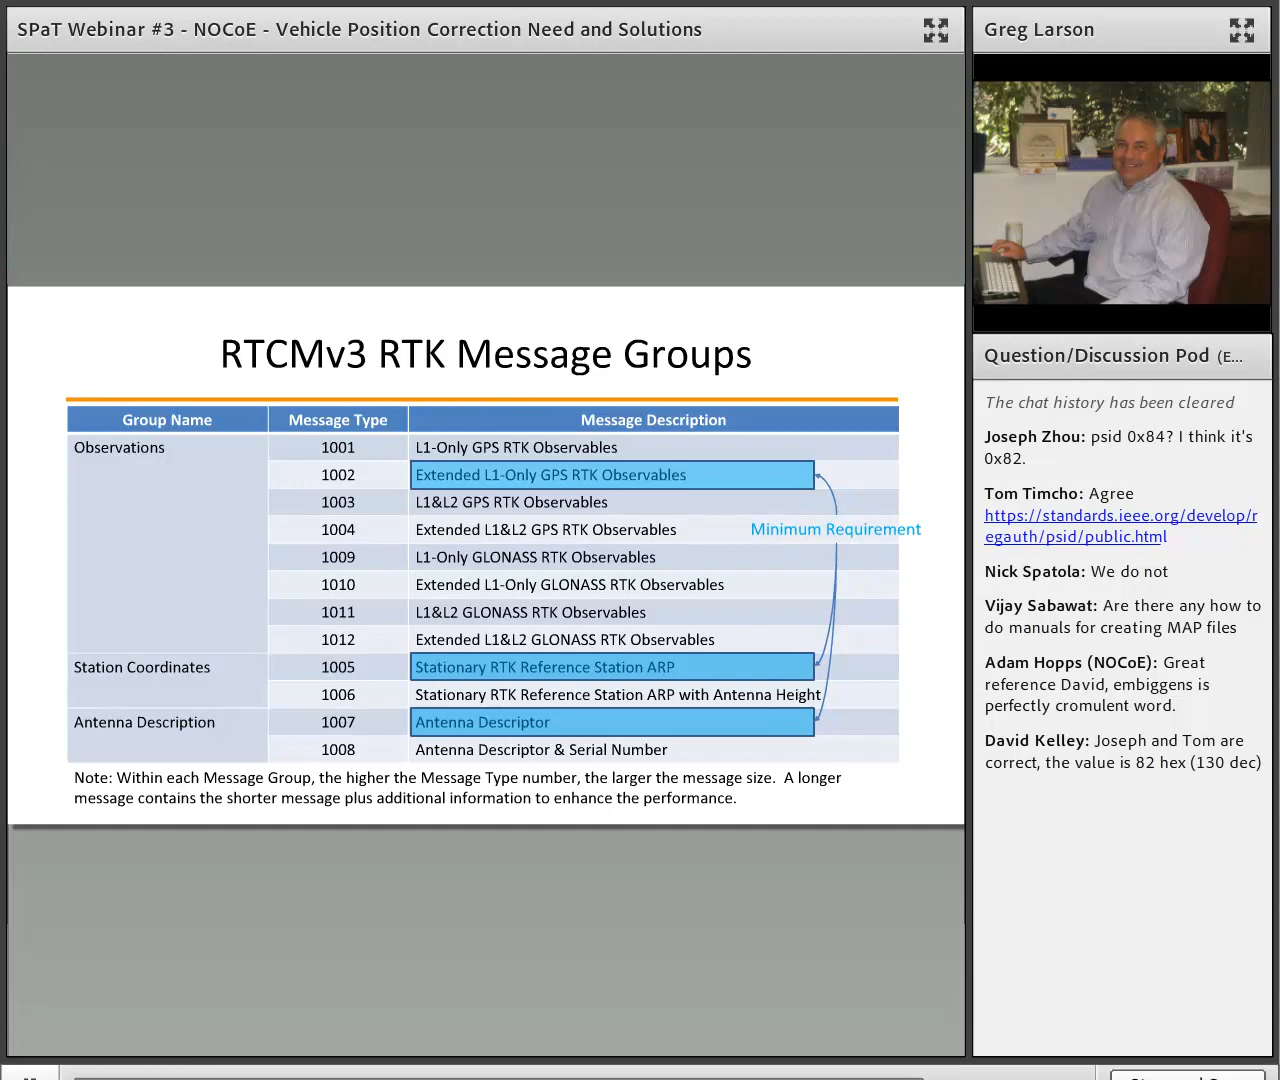 SPaT Webinar #3 - NOCoE - Vehicle Position Correction Need and Solutions
Greg Larson
RTCMv3 RTK Message Groups
Group Name Message Type Message Description
Observations 1001 L1-Only GPS RTK Observables
1002 Extended L1-Only GPS RTK Observables
1003 L1&L2 GPS RTK Observables
1004 Extended L1&L2 GPS RTK Observables Minimum Requirement
1009 L1-Only GLONASS RTK Observables
1010 Extended L1-Only GLONASS RTK Observables
1011 L1&L2 GLONASS RTK Observables
1012 Extended L1&L2 GLONASS RTK Observables
Station Coordinates 1005 Stationary RTK Reference Station ARP
1006 Stationary RTK Reference Station ARP with Antenna Height
Antenna Description 1007 Antenna Descriptor
1008 Antenna Descriptor & Serial Number
Note: Within each Message Group, the higher the Message Type number, the larger the message size. A longer
message contains the shorter message plus additional information to enhance the performance.
Question/Discussion Pod (E...
The chat history has been cleared
Joseph Zhou: psid 0x84? I think it's
0x82.
Tom Timcho: Agree
https://standards.ieee.org/develop/r
egauth/psid/public.html
Nick Spatola: We do not
Vijay Sabawat: Are there any how to
do manuals for creating MAP files
Adam Hopps (NOCoE): Great
reference David, embiggens is
perfectly cromulent word.
David Kelley: Joseph and Tom are
correct, the value is 82 hex (130 dec)